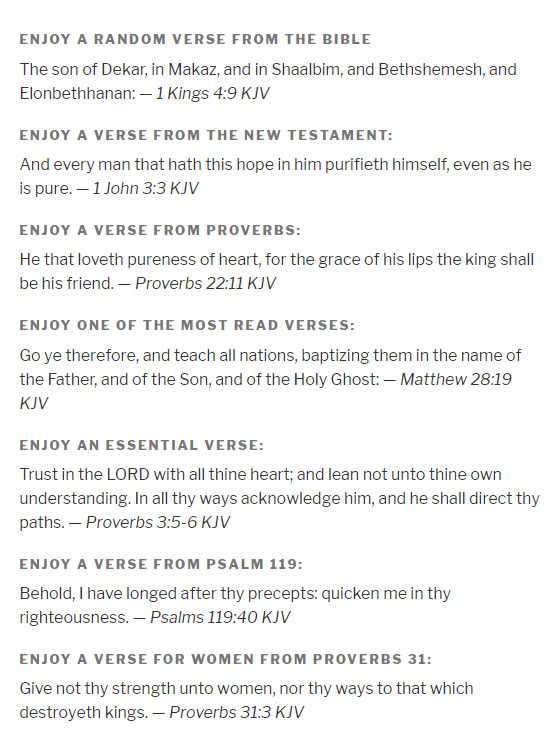 ENJOY A RANDOM VERSE FROM THE BIBLE
The son of Dekar, in Makaz, and in Shaalbim, and Bethshemesh, and
Elonbethhanan: — 1 Kings 4:9 KJV
ENJOY A VERSE FROM THE NEW TESTAMENT:
And every man that hath this hope in him purifieth himself, even as he
is pure. — 1 John 3:3 KJV
ENJOY A VERSE FROM PROVERBS:
He that loveth pureness of heart, for the grace of his lips the king shall
be his friend. — Proverbs 22:11 KJV
ENJOY ONE OF THE MOST READ VERSES:
Go ye therefore, and teach all nations, baptizing them in the name of
the Father, and of the Son, and of the Holy Ghost: — Matthew 28:19
KJV
ENJOY AN ESSENTIAL VERSE:
Trust in the LORD with all thine heart; and lean not unto thine own
understanding. In all thy ways acknowledge him, and he shall direct thy
paths. — Proverbs 3:5-6 KJV
ENJOY A VERSE FROM PSALM 119:
Behold, I have longed after thy precepts: quicken me in thy
righteousness. — Psalms 119:40 KJV
ENJOY A VERSE FOR WOMEN FROM PROVERBS 31:
Give not thy strength unto women, nor thy ways to that which
destroyeth kings. — Proverbs 31:3 KJV